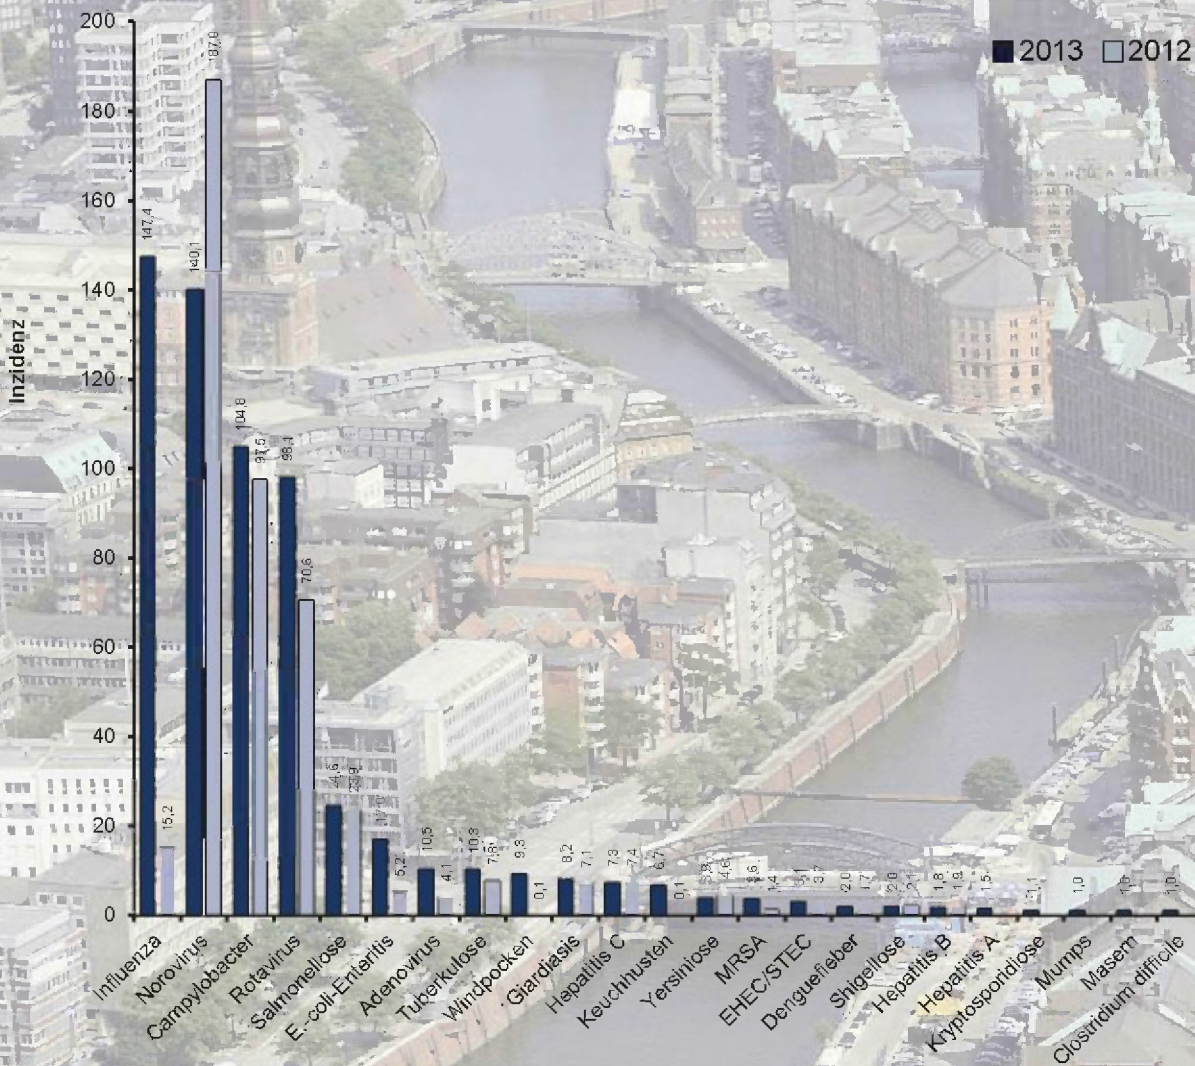 2013 2012
Inzidenz
200
180
160
140
120
100
80
60
40
20
0
147,4
15,2
140,1
104,8
97,5
98,1
70,6
24,6
23,9
5,2
10,5
4,1
10,3
7,8
9,3
0,1
8,2
7,1
7,3
7,4
6,7
0,1
4,6
1,4
3,7
2,0
1,7
2,0
1,8
1,9
1,5
1,1
1,0
1,0
Influenza
Norovirus
Campylobacter
Rotavirus
Salmonellose
E.-coli-Enteritis
Adenovirus
Tuberkulose
Windpocken
Giardiasis
Hepatitis C
Keuchhusten
Yersiniose
MRSA
EHEC/STEC
Denguefieber
Shigellose
Hepatitis B
Hepatitis A
Kryptosporidiose
Mumps
Masern
Clostridium difficile